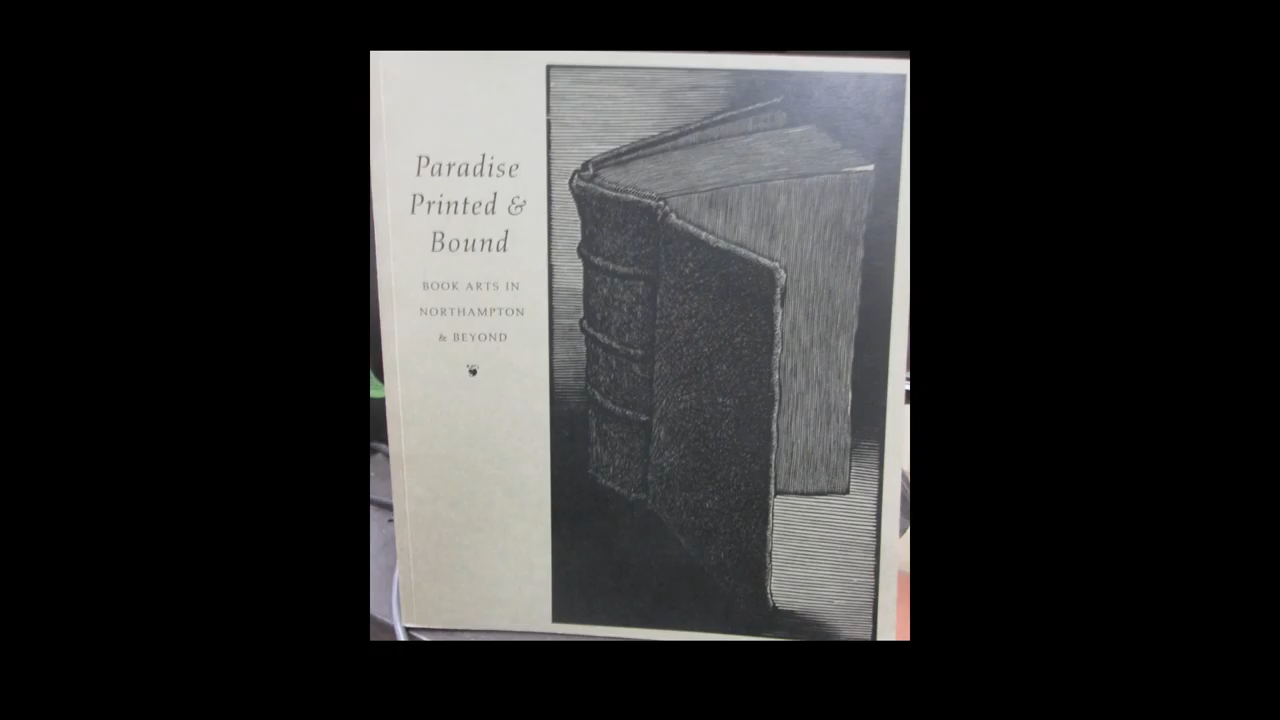 Paradise
Printed &
Bound
BOOK ARTS IN
NORTHAMPTON
& BEYOND